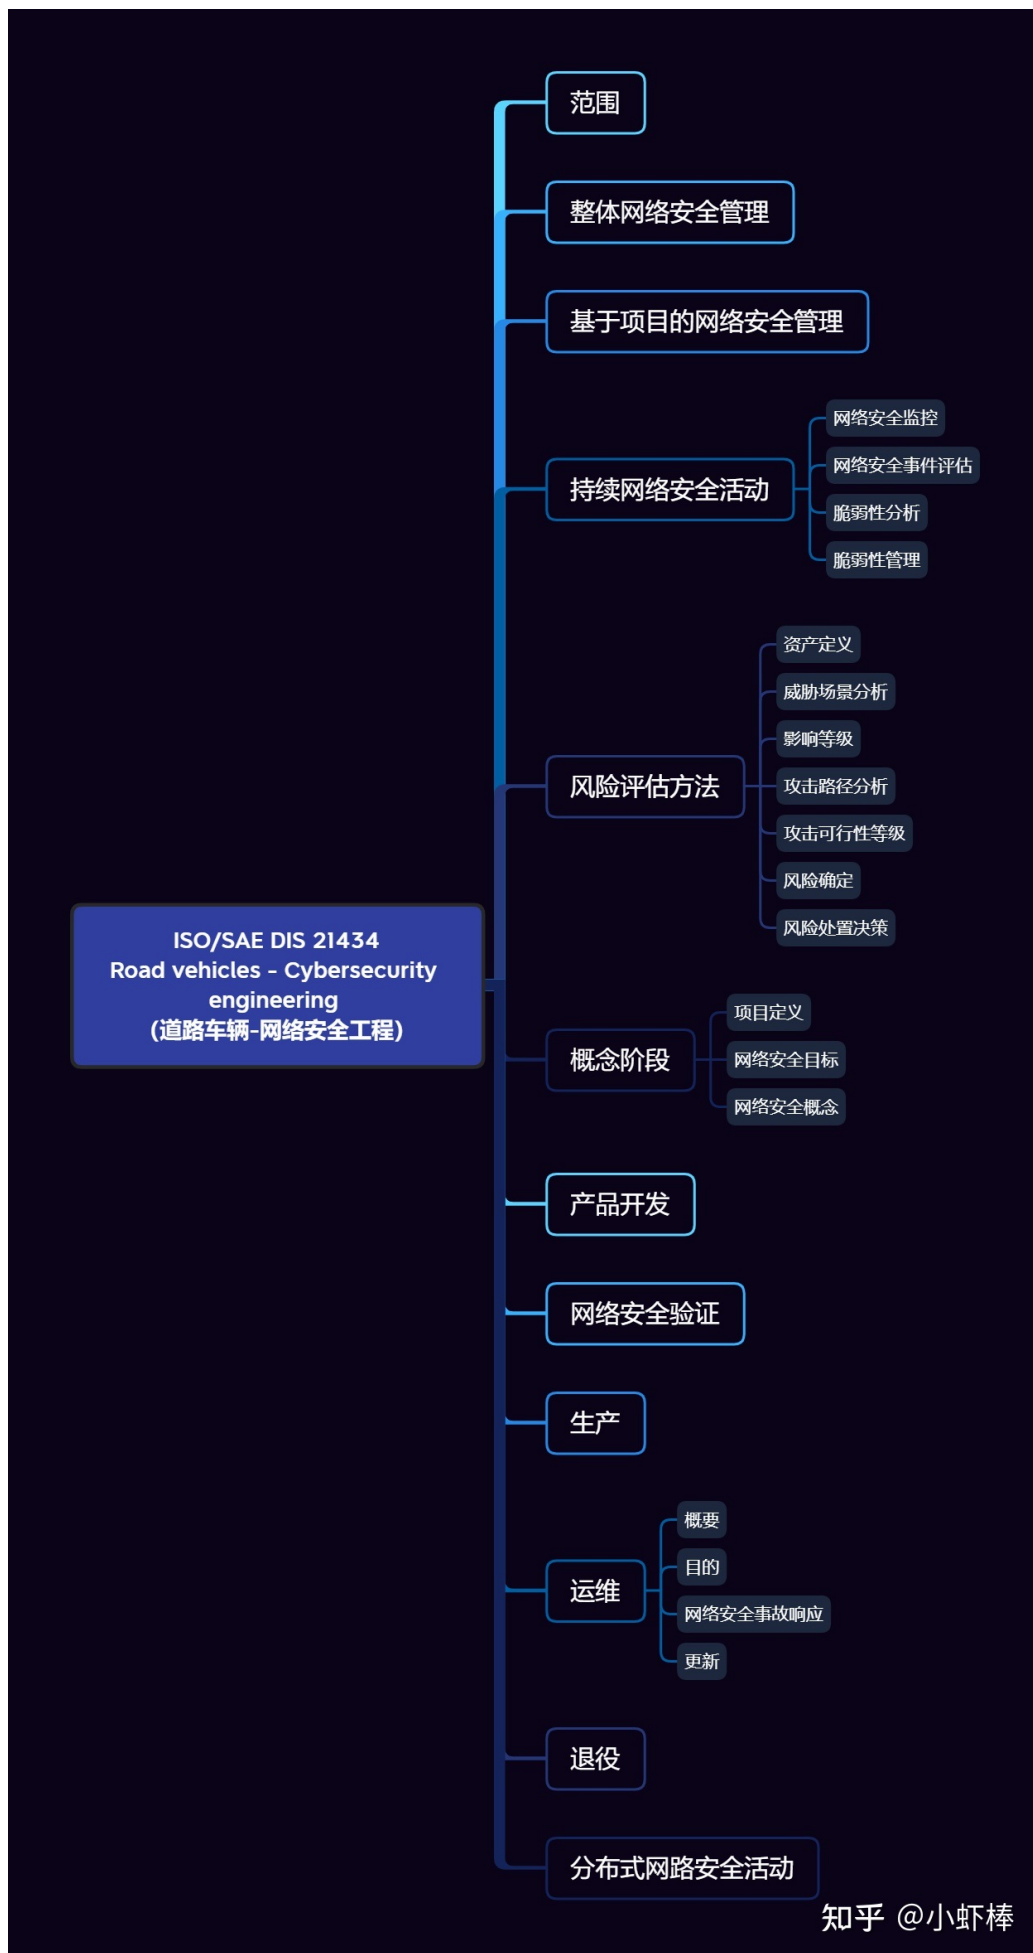 范围
整体网络安全管理
基于项目的网络安全管理
网络安全监控
网络安全事件评估
持续网络安全活动
脆弱性分析
脆弱性管理
资产定义
威胁场景分析
影响等级
风险评估方法
攻击路径分析
攻击可行性等级
风险确定
风险处置决策
ISO/SAE DIS 21434
Road vehicles - Cybersecurity
engineering
(道路车辆-网络安全工程)
项目定义
概念阶段
网络安全目标
网络安全概念
产品开发
网络安全验证
生产
概要
目的
运维
网络安全事故响应
更新
退役
分布式网路安全活动
知乎 @小虾棒